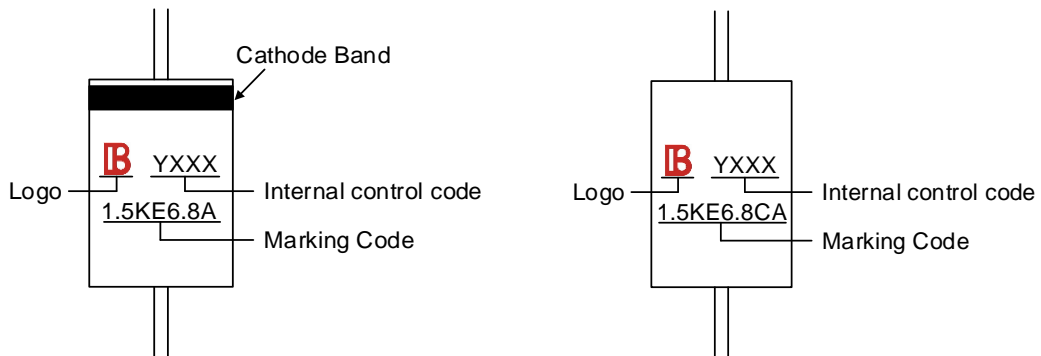 Cathode Band
B YXXX
Logo
Internal control code
1.5KE6.8A
Marking Code
B YXXX
Logo
Internal control code
1.5KE6.8CA
Marking Code